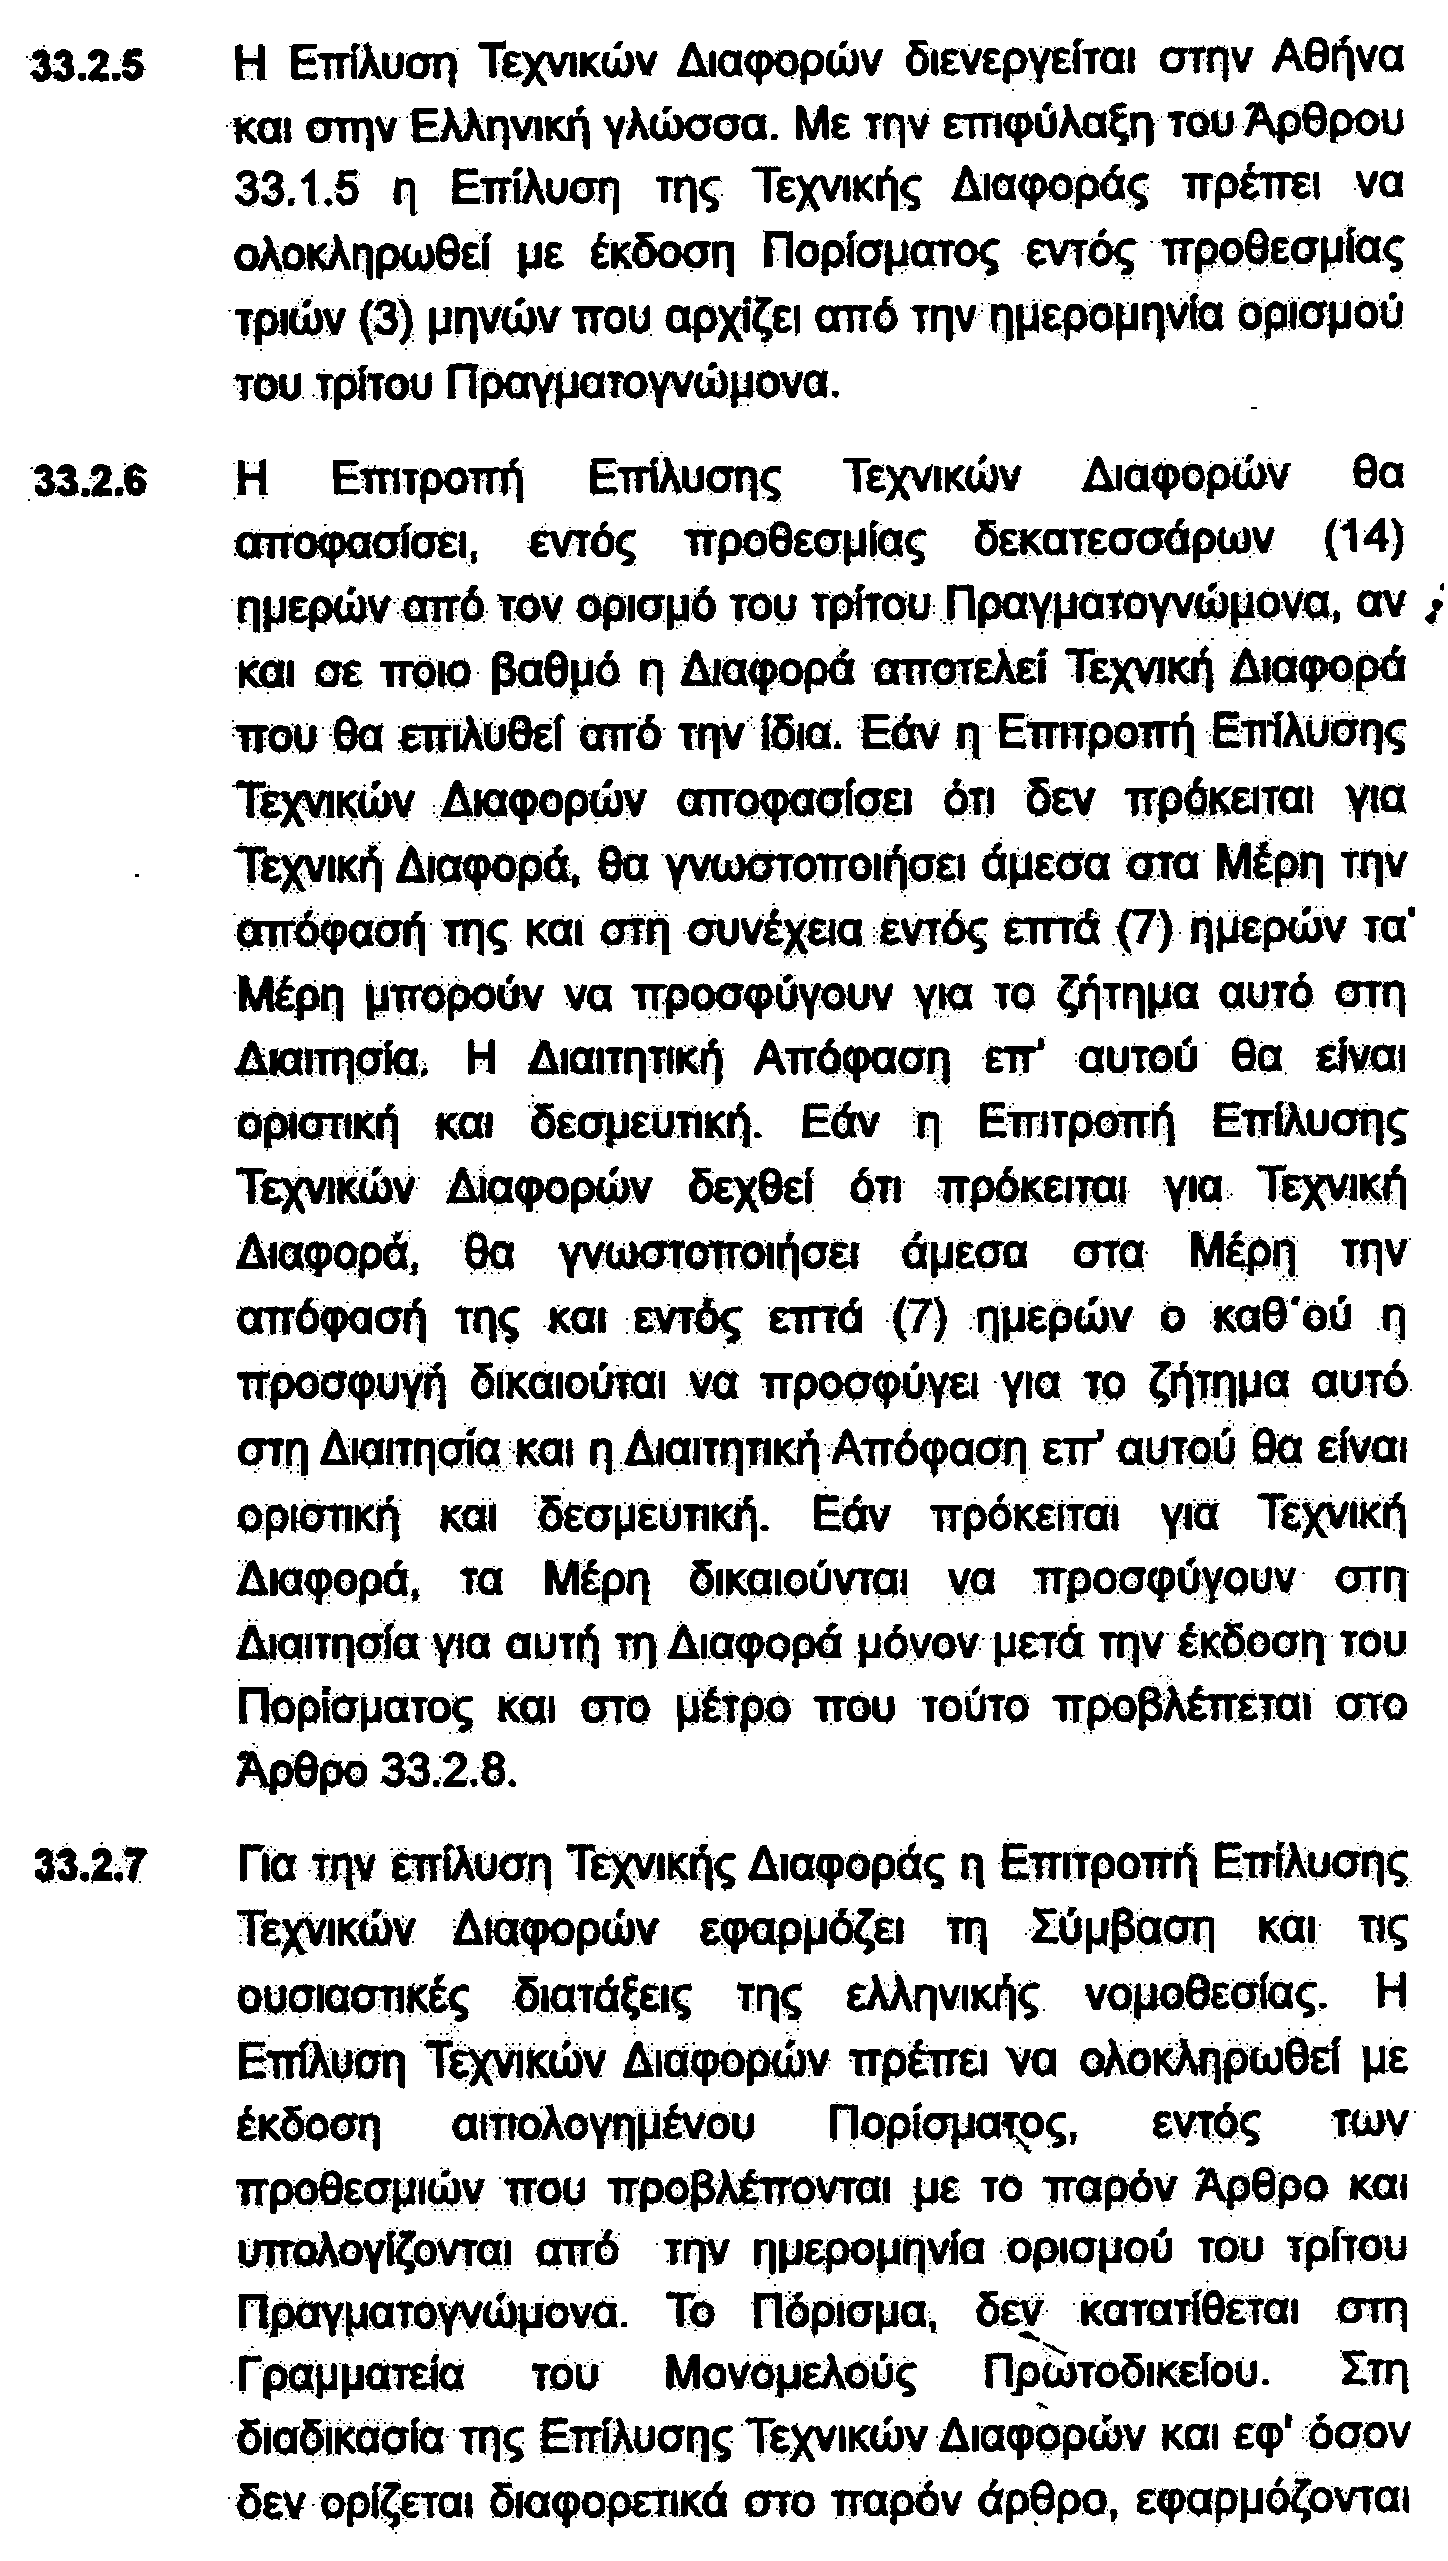 33.2.5 Η Επίλυση Τεχνικών Διαφορών διενεργείται στην Αθήνα
και στην Ελληνική γλώσσα. Με την επιφύλαξη του Άρθρου
33.1.5 η Επίλυση της Τεχνικής Διαφοράς πρέπει να
ολοκληρωθεί με έκδοση Πορίσματος εντός προθεσμίας
τριών (3) μηνών που αρχίζει από την ημερομηνία ορισμού
του τρίτου Πραγματογνώμονα.
33.2.6 Η Επιτροπή Επίλυσης Τεχνικών Διαφορών θα
αποφασίσει, εντός προθεσμίας δεκατεσσάρων (14)
ημερών από τον ορισμό του τρίτου Πραγματογνώμονα, αν
και σε ποιο βαθμό η Διαφορά αποτελεί Τεχνική Διαφορά
που θα επιλυθεί από την ίδια. Εάν η Επιτροπή Επίλυσης
Τεχνικών Διαφορών αποφασίσει ότι δεν πρόκειται για
Τεχνική Διαφορά, θα γνωστοποιήσει άμεσα στα Μέρη την
απόφασή της και στη συνέχεια εντός επτά (7) ημερών τα
Μέρη μπορούν να προσφύγουν για το ζήτημα αυτό στη
Διαιτησία. Η Διαιτητική Απόφαση επ' αυτού θα είναι
οριστική και δεσμευτική. Εάν η Επιτροπή Επίλυσης
Τεχνικών Διαφορών δεχθεί ότι πρόκειται για Τεχνική
Διαφορά, θα γνωστοποιήσει άμεσα στα Μέρη την
απόφασή της και εντός επτά (7) ημερών ο καθ'ού η
προσφυγή δικαιούται να προσφύγει για το ζήτημα αυτό
στη Διαιτησία και η Διαιτητική Απόφαση επ' αυτού θα είναι
οριστική και δεσμευτική. Εάν πρόκειται για Τεχνική
Διαφορά, τα Μέρη δικαιούνται να προσφύγουν στη
Διαιτησία για αυτή τη Διαφορά μόνον μετά την έκδοση του
Πορίσματος και στο μέτρο που τούτο προβλέπεται στο
Άρθρο 33.2.8.
33.2.7 Για την επίλυση Τεχνικής Διαφοράς η Επιτροπή Επίλυσης
Τεχνικών Διαφορών εφαρμόζει τη Σύμβαση και τις
ουσιαστικές διατάξεις της ελληνικής νομοθεσίας. Η
Επίλυση Τεχνικών Διαφορών πρέπει να ολοκληρωθεί με
έκδοση αιτιολογημένου Πορίσματος, εντός των
προθεσμιών που προβλέπονται με το παρόν Άρθρο και
υπολογίζονται από την ημερομηνία ορισμού του τρίτου
Πραγματογνώμονα. Το Πόρισμα, δεν κατατίθεται στη
Γραμματεία του Μονομελούς Πρωτοδικείου. Στη
διαδικασία της Επίλυσης Τεχνικών Διαφορών και εφ' όσον
δεν ορίζεται διαφορετικά στο παρόν άρθρο, εφαρμόζονται